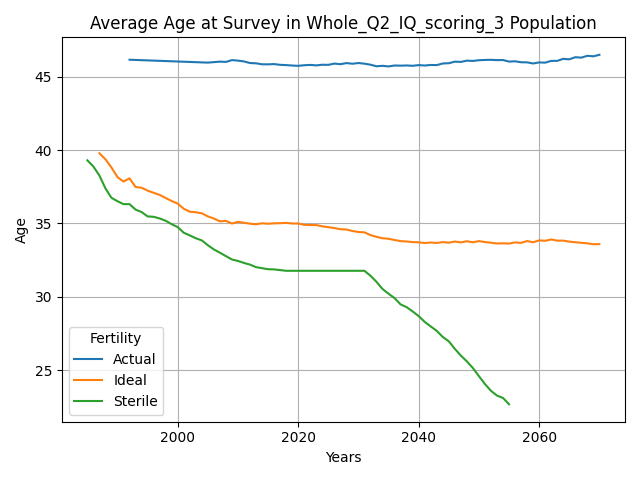 Average Age at Survey in Whole_Q2_IQ_scoring_3 Population
45
40
35
30
25
Age
Fertility
Actual
Ideal
Sterile
2000 2020 2040 2060
Years